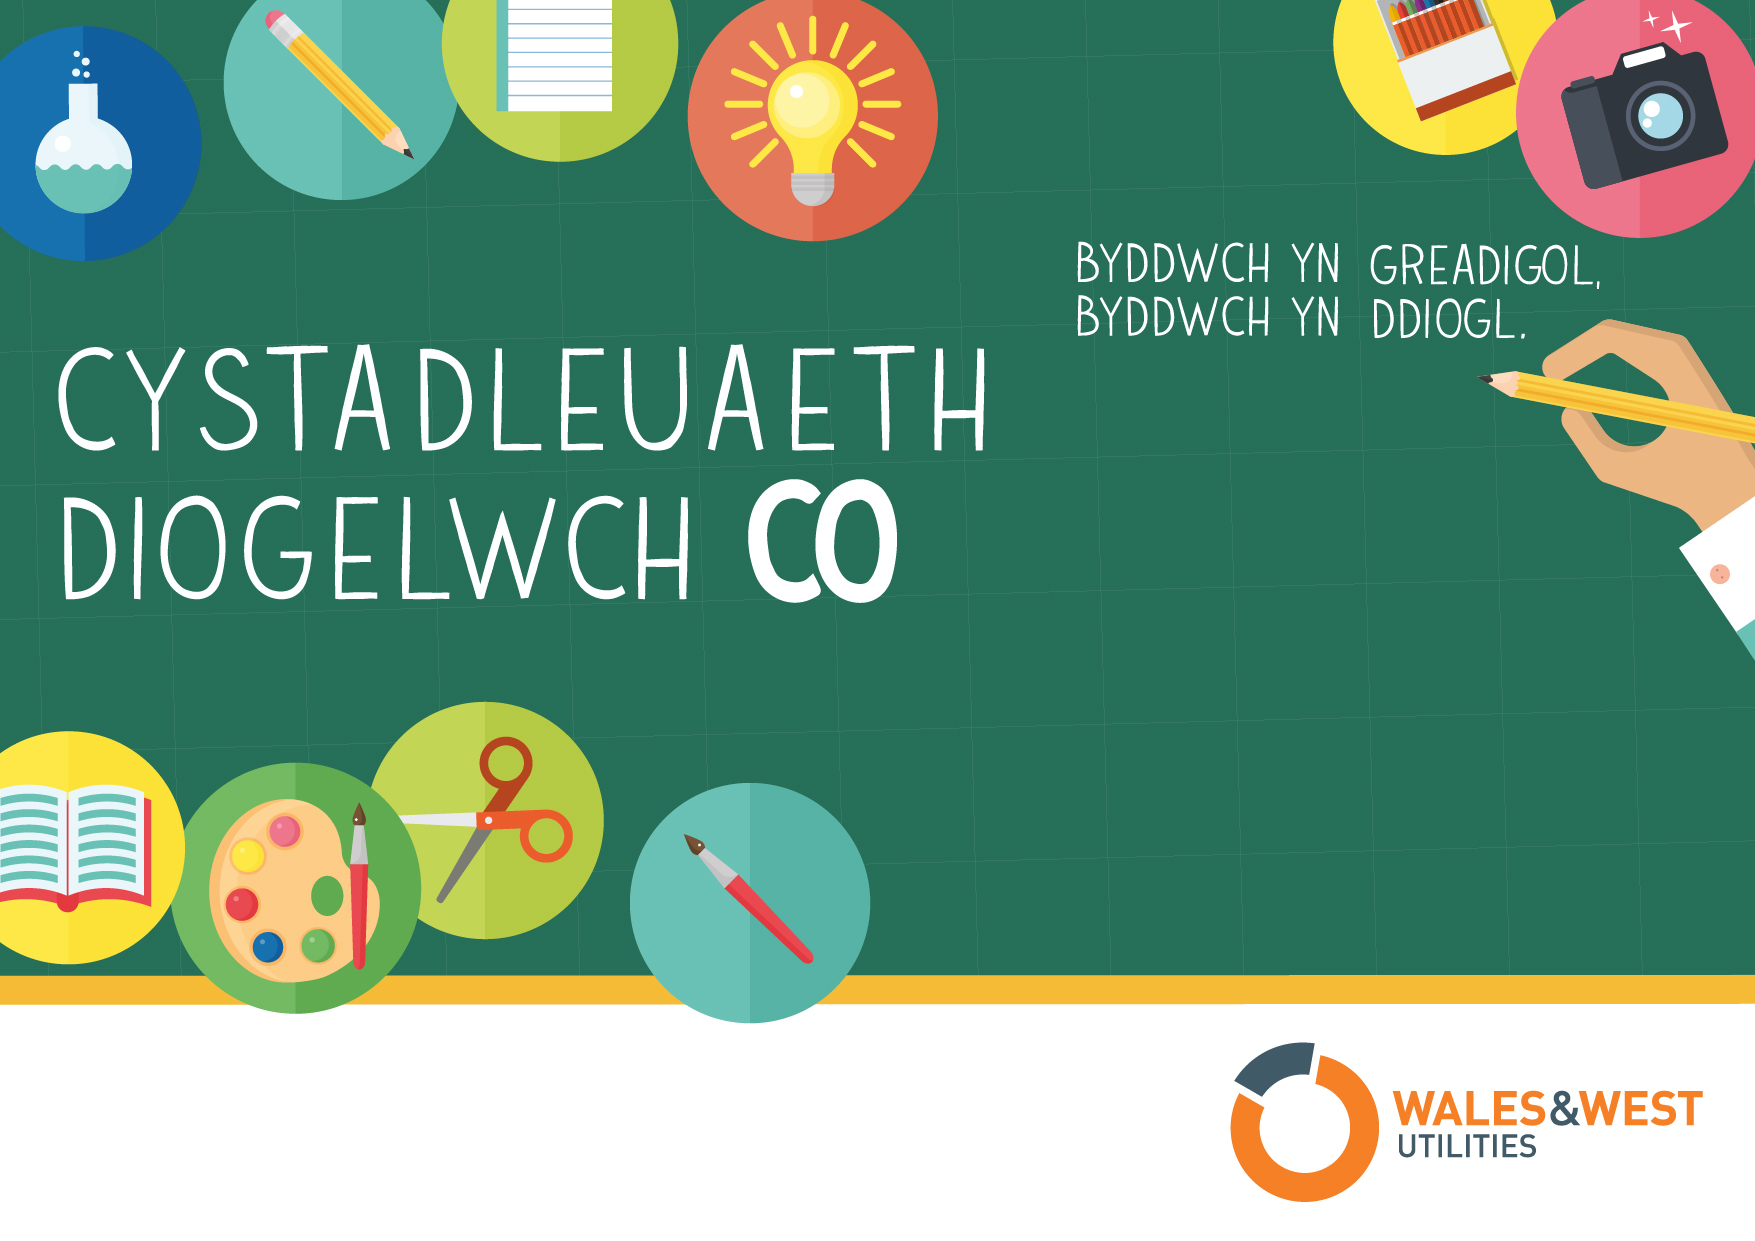 BYDDWCH YN GREADIGOL,
BYDDWCH YN DDIOGL.
CYSTADLEUAETH
DIOGELWCH CO
WALES&WEST
UTILITIES